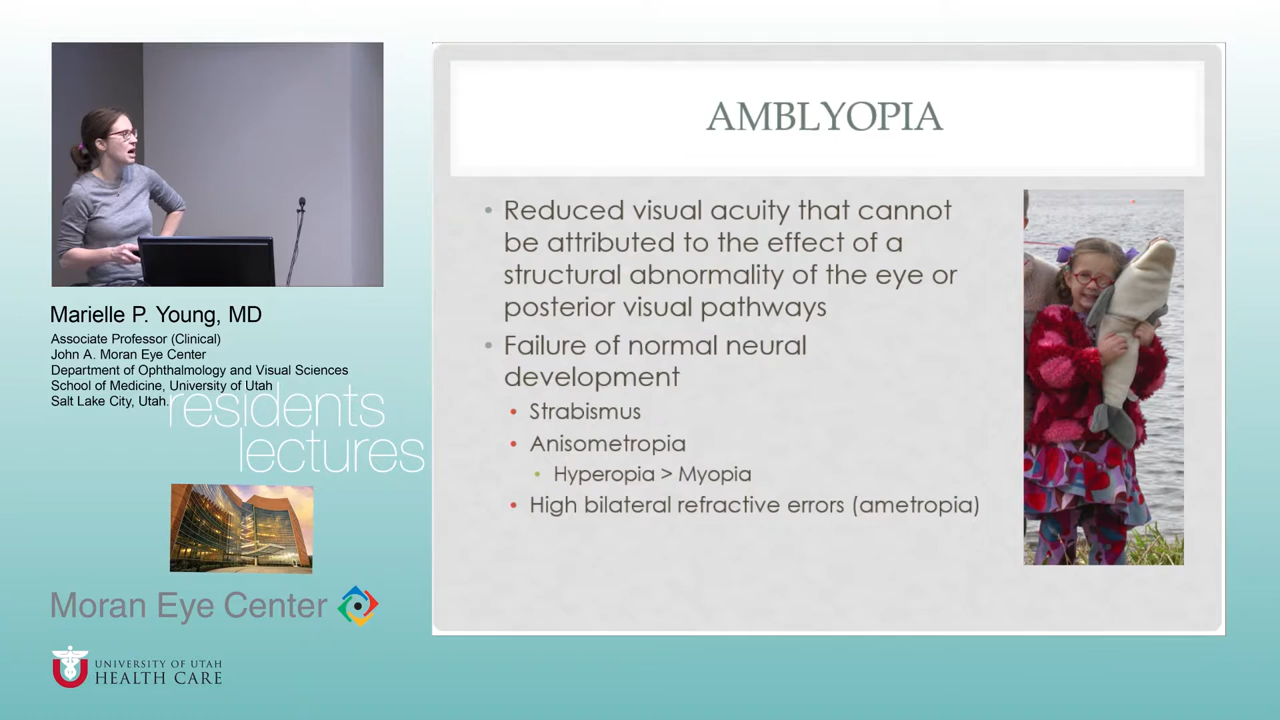 AMBLYOPIA
• Reduced visual acuity that cannot
be attributed to the effect of a
structural abnormality of the eye or
posterior visual pathways
• Failure of normal neural
development
• Strabismus
• Anisometropia
• Hyperopia > Myopia
• High bilateral refractive errors (ametropia)
Marielle P. Young, MD
Associate Professor (Clinical)
John A. Moran Eye Center
Department of Ophthalmology and Visual Sciences
School of Medicine, University of Utah
Salt Lake City, Utah.
residents
lectures
Moran Eye Center
UNIVERSITY OF UTAH
HEALTH CARE